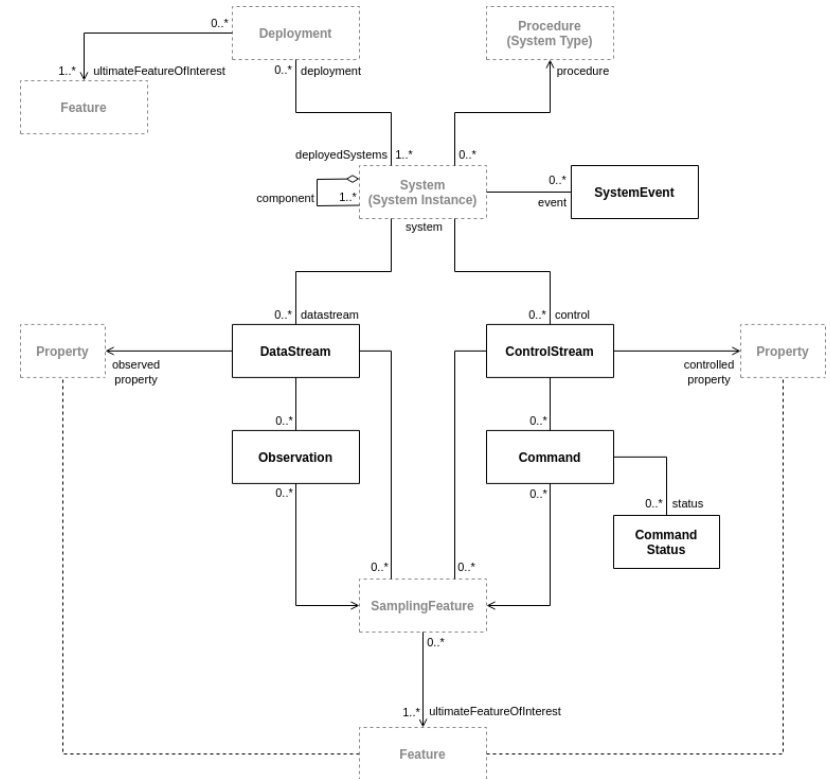 0..*
Deployment
Procedure
(System Type)
1..*
ultimateFeatureOfInterest
0..*
deployment
procedure
Feature
deployedSystems
1..*
0..*
component
1..*
System
(System Instance)
0..*
event
SystemEvent
system
0..*
datastream
0..*
control
Property
observed
property
DataStream
ControlStream
controlled
property
Property
0..*
0..*
Observation
Command
0..*
0..*
0..*
status
Command
Status
0..*
0..*
SamplingFeature
0..*
1..*
ultimateFeatureOfInterest
Feature